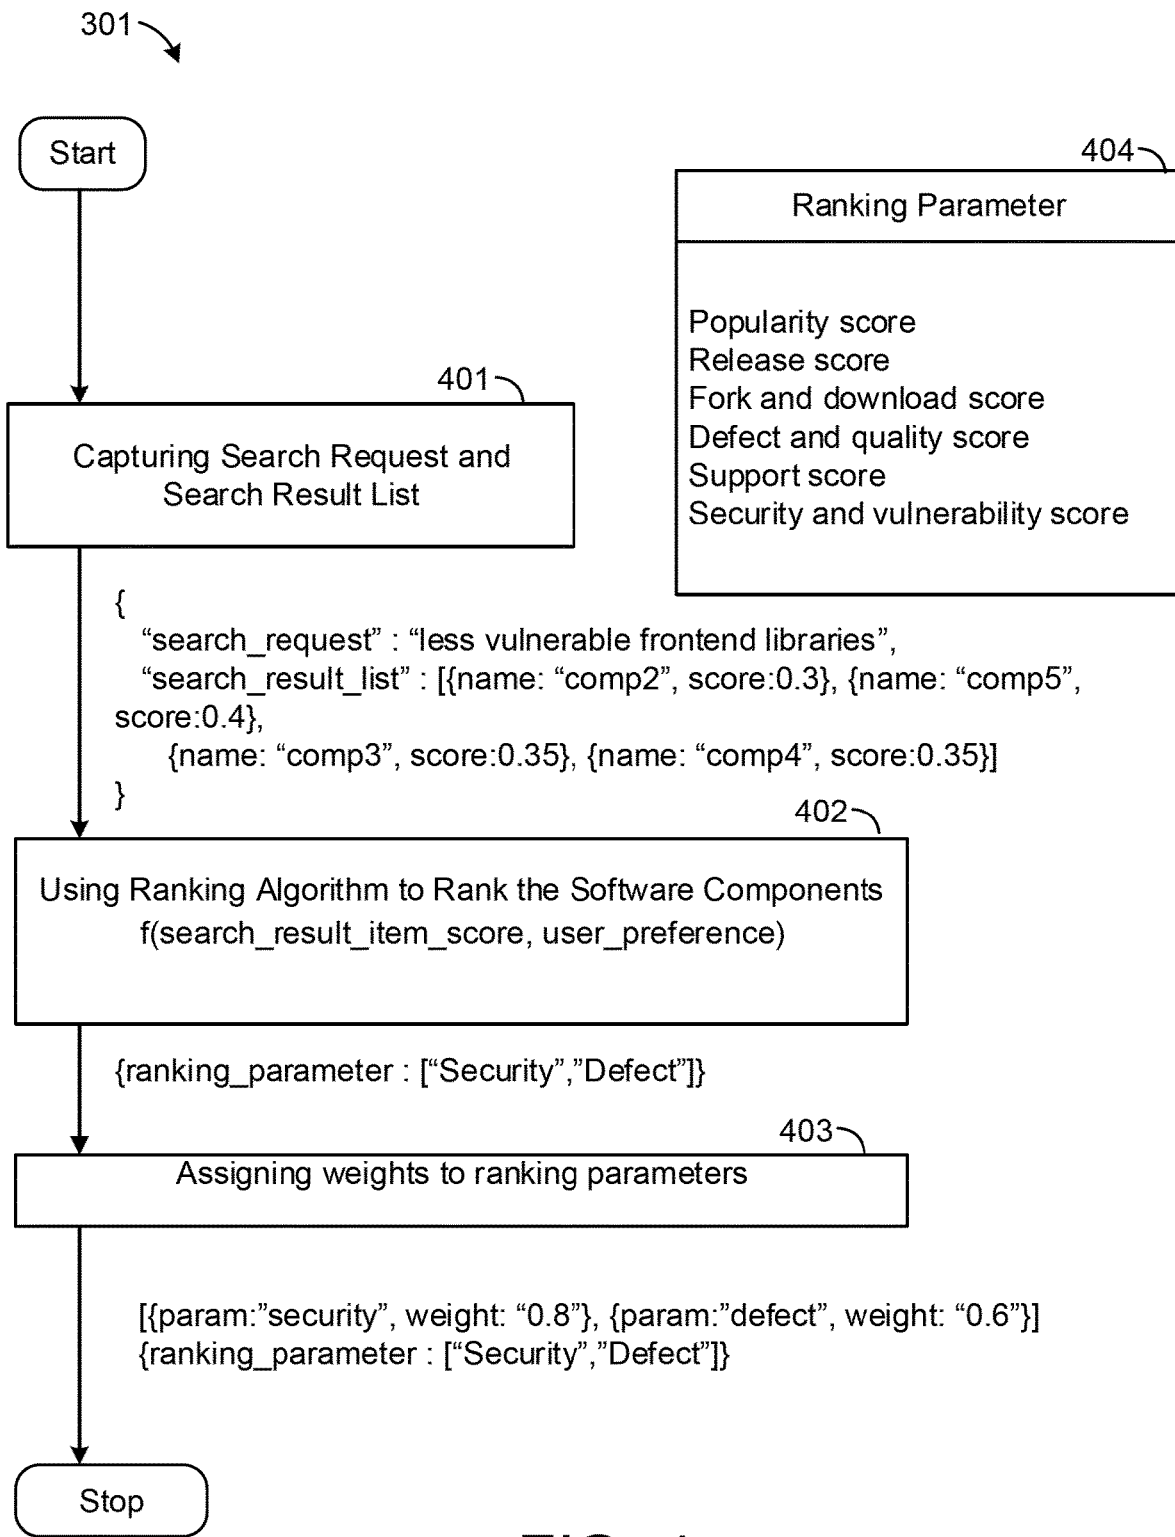 301
Start
404
Ranking Parameter
Popularity score
Release score
Fork and download score
Defect and quality score
Support score
Security and vulnerability score
401
Capturing Search Request and
Search Result List
{
“search_request” : “less vulnerable frontend libraries”,
“search_result_list” : [{name: “comp2”, score:0.3}, {name: “comp5”,
score:0.4},
{name: “comp3”, score:0.35}, {name: “comp4”, score:0.35}]
}
402
Using Ranking Algorithm to Rank the Software Components
f(search_result_item_score, user_preference)
{ranking_parameter : [“Security”,”Defect”]}
403
Assigning weights to ranking parameters
[{param:”security”, weight: “0.8”}, {param:”defect”, weight: “0.6”}]
{ranking_parameter : [“Security”,”Defect”]}
Stop